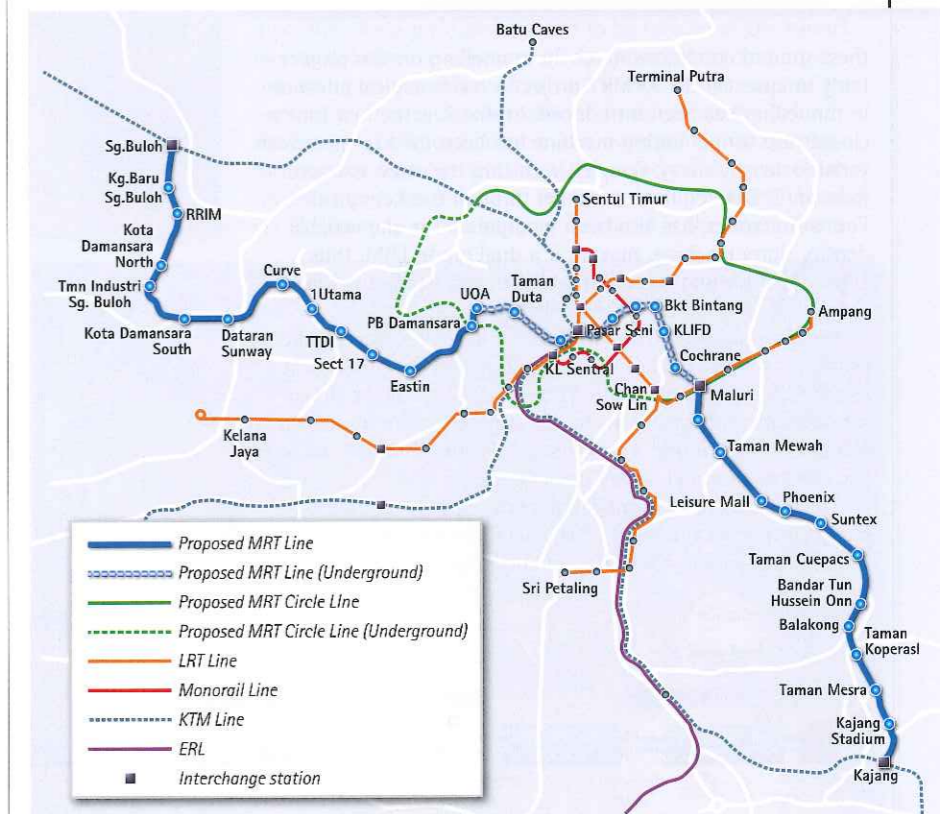 Batu Caves
Terminal Putra
Sg.Buloh
Kg.Baru
Sg.Buloh
RRIM
Kota
Damansara
North
Tmn Industri
Sg. Buloh
Kota Damansara
South
Dataran
Sunway
Curve
1Utama
TTDI
Sect 17
Eastin
PB Damansara
UOA
Taman
Duta
Sentul Timur
Pasar Seni
Bkt Bintang
KLIFD
Cochrane
Ampang
KL Sentral
Chan
Sow Lin
Maluri
Kelana
Jaya
Taman Mewah
Leisure Mall
Phoenix
Suntex
Taman Cuepacs
Bandar Tun
Hussein Onn
Balakong
Taman
Koperasl
Taman Mesra
Kajang
Stadium
Kajang
Sri Petaling
Proposed MRT Line
Proposed MRT Line (Underground)
Proposed MRT Circle LIne
Proposed MRT Circle Line (Underground)
LRT Line
Monorail Line
KTM Line
ERL
Interchange station